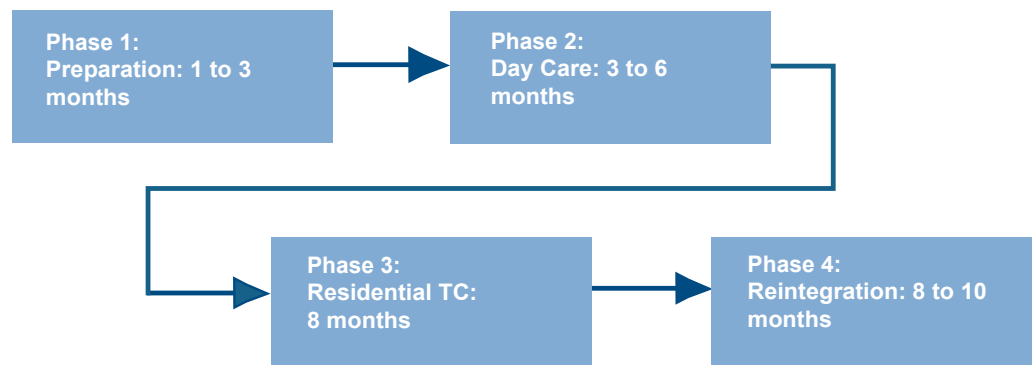 Phase 1:
Preparation: 1 to 3
months
Phase 2:
Day Care: 3 to 6
months
Phase 3:
Residential TC:
8 months
Phase 4:
Reintegration: 8 to 10
months